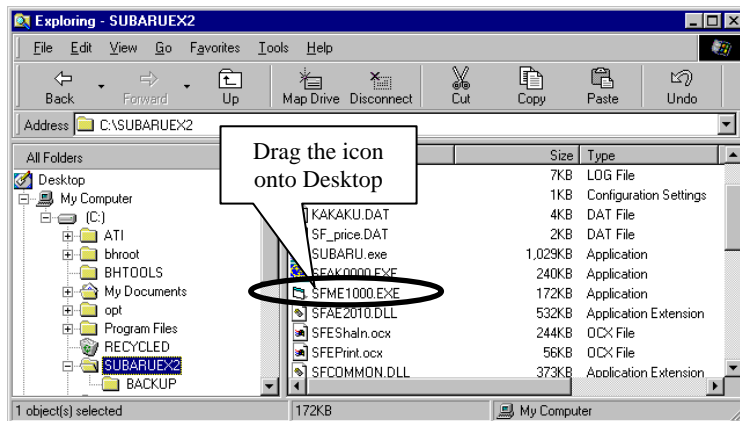 Exploring - SUBARUEX2
File Edit View Go Favorites Tools Help
Back Forward Up Map Drive Disconnect Cut Copy Paste Undo
Address C:\SUBARUEX2
Drag the icon
onto Desktop
All Folders
Desktop
My Computer
(C:)
ATI
bhroot
BHTOOLS
My Documents
opt
Program Files
RECYCLED
SUBARUEX2
BACKUP
Size Type
7KB LOG File
1KB Configuration Settings
KAKAKU.DAT 4KB DAT File
SF_price.DAT 2KB DAT File
SUBARU.exe 1,029KB Application
SFAK0000.EXE 240KB Application
SFME1000.EXE 172KB Application
SFAE2010.DLL 532KB Application Extension
SFEShaIn.ocx 244KB OCX File
SFEPrint.ocx 56KB OCX File
SFCOMMON.DLL 373KB Application Extension
1 object(s) selected 172KB My Computer